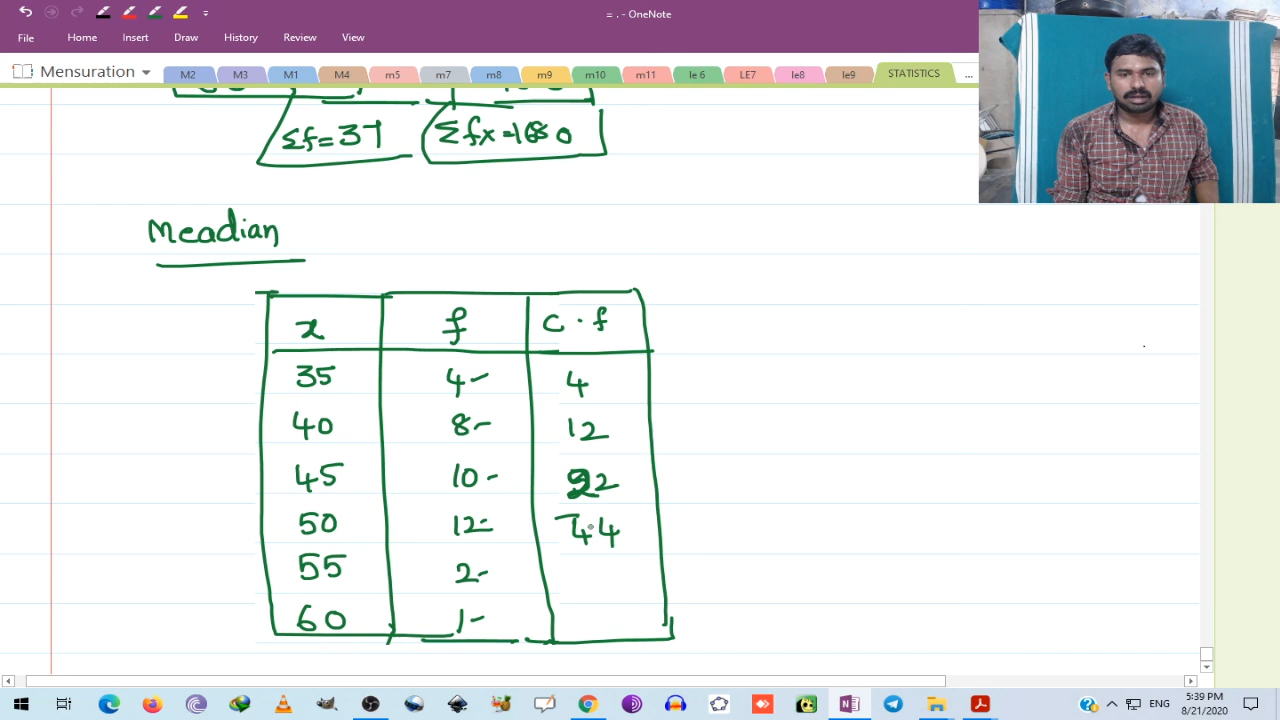 = . - OneNote
File Home Insert Draw History Review View
Mensuration M2 M3 M1 M4 m5 m7 m8 m9 m10 m11 le 6 LE7 le8 le9 STATISTICS ...
Σf=37 Σfx=1680
Meadian
x f c.f
35 4- 4
40 8- 12
45 10- 22
50 12- 44
55 2-
60 1-
ENG
5:39 PM
8/21/2020